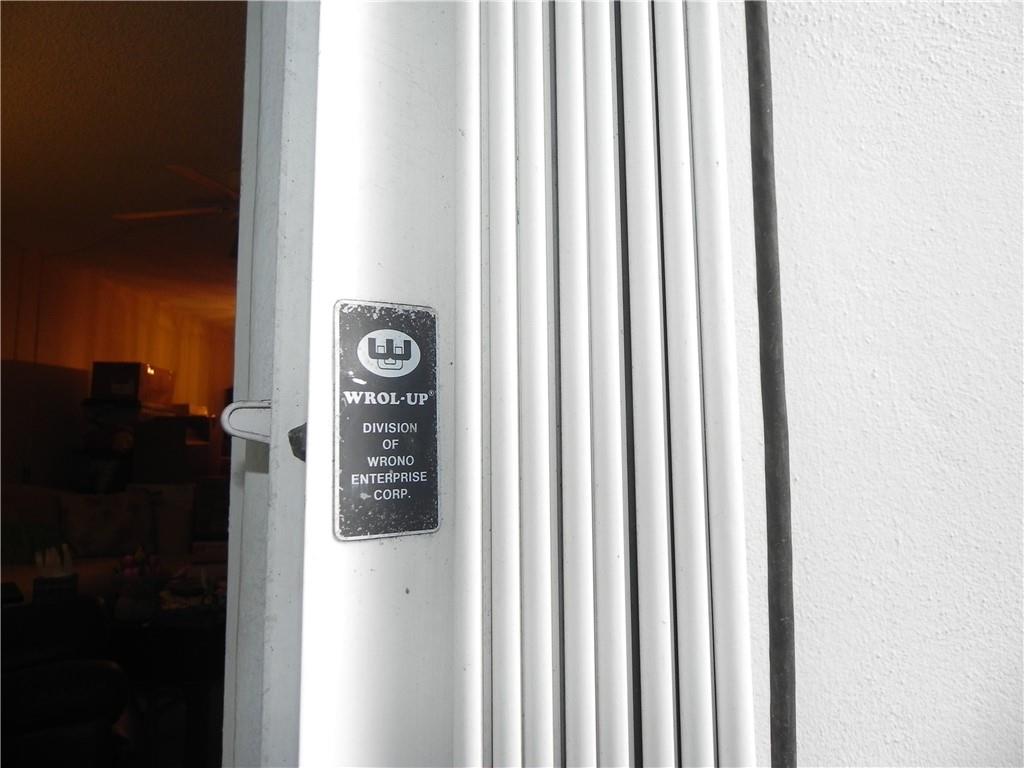 WROL-UP®
DIVISION
OF
WRONO
ENTERPRISE
CORP.